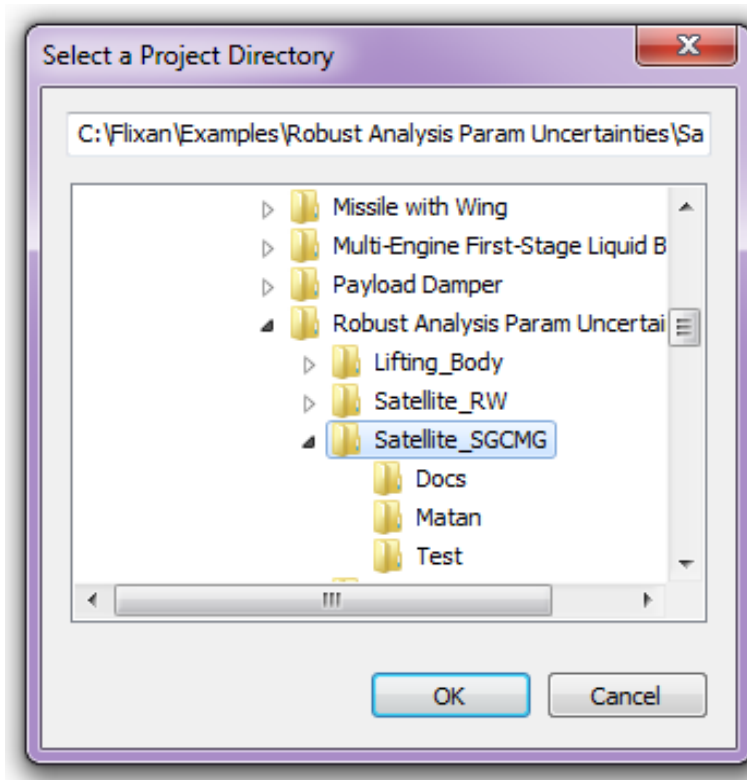 Select a Project Directory
C:\Flixan\Examples\Robust Analysis Param Uncertainties\Sa
Missile with Wing
Multi-Engine First-Stage Liquid B
Payload Damper
Robust Analysis Param Uncertai
Lifting_Body
Satellite_RW
Satellite_SGCMG
Docs
Matan
Test
OK
Cancel